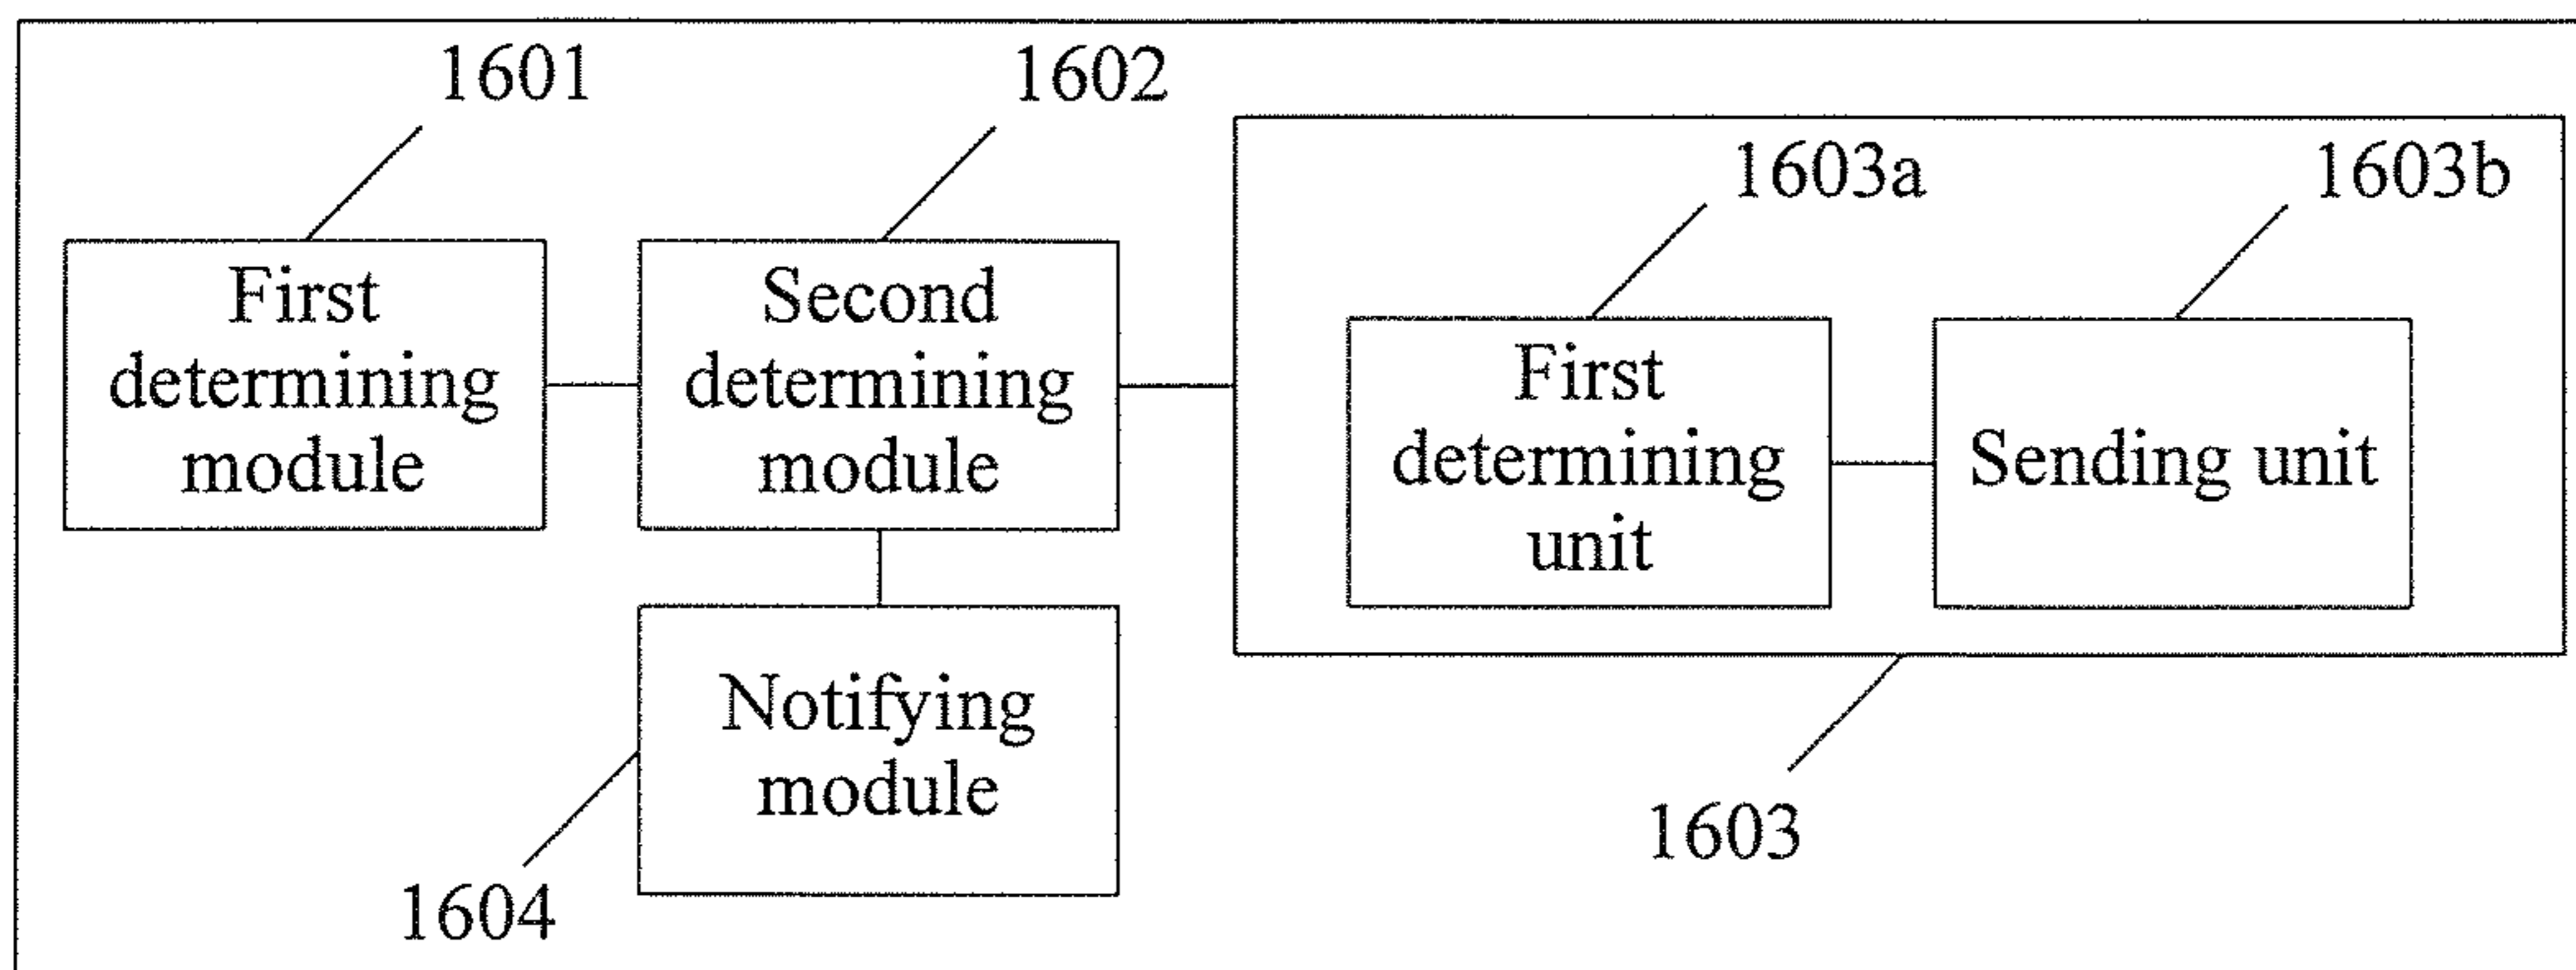 1601
1602
1603a
1603b
First
determining
module
Second
determining
module
First
determining
unit
Sending unit
Notifying
module
1603
1604